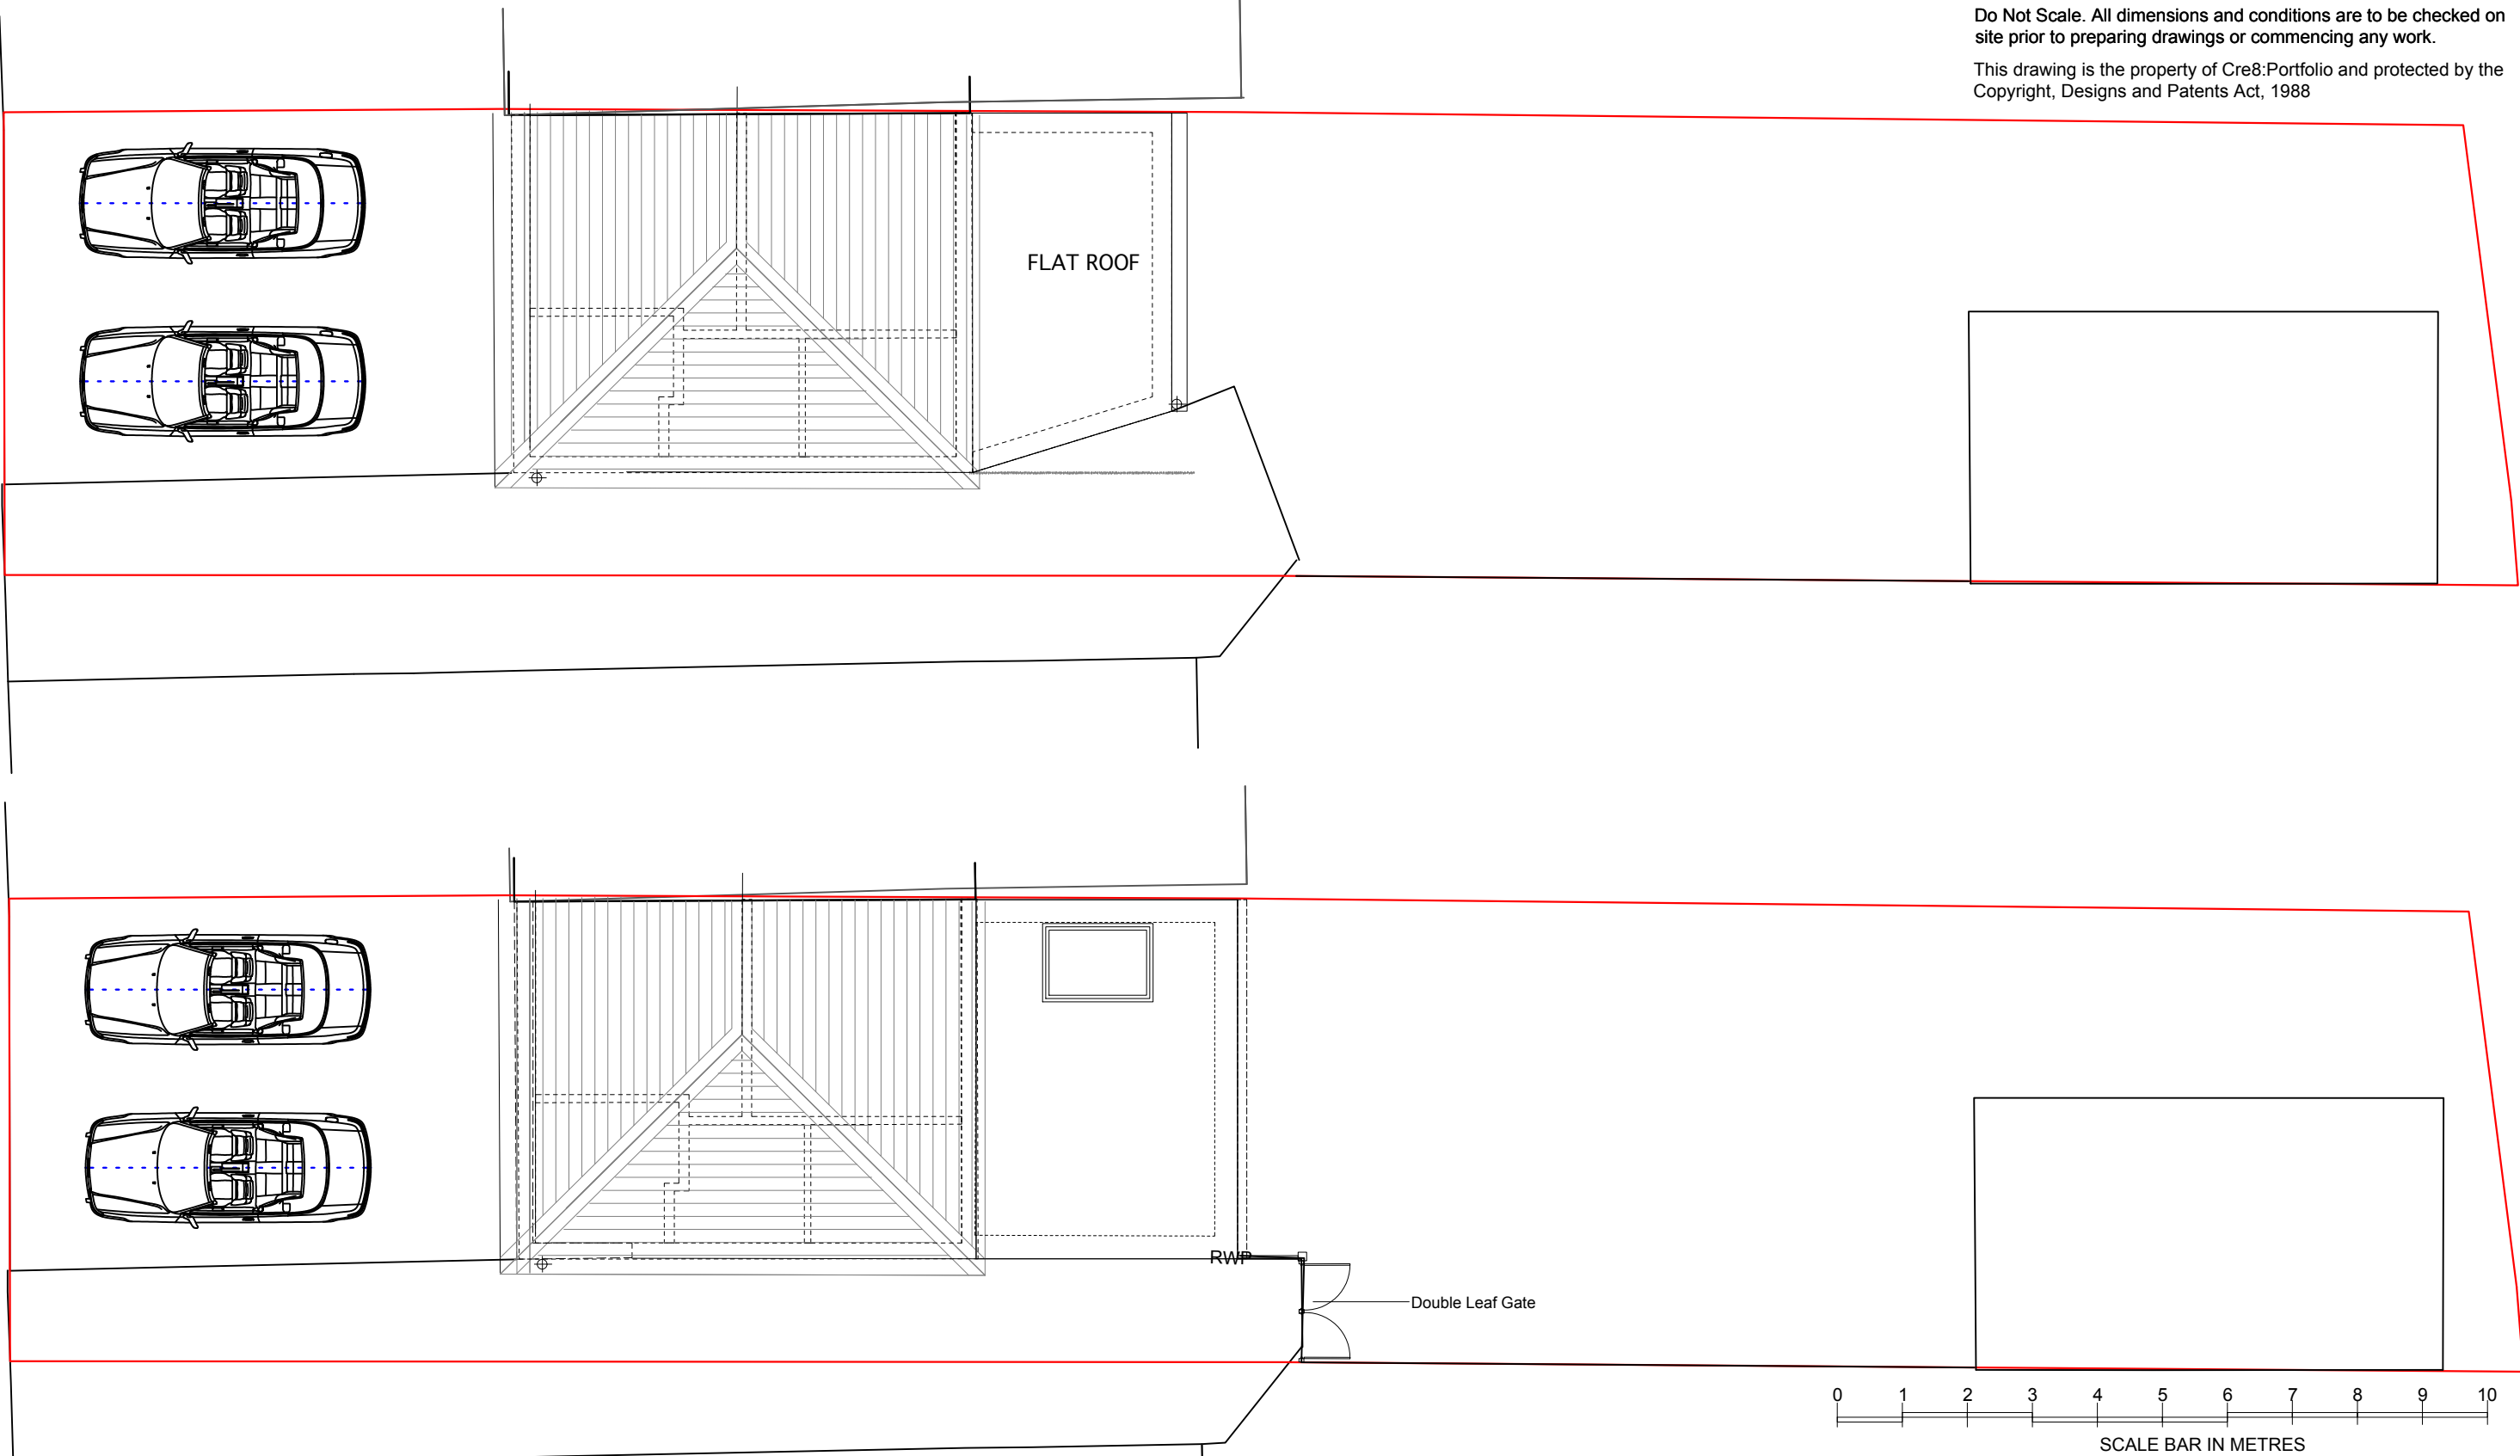 Do Not Scale. All dimensions and conditions are to be checked on
site prior to preparing drawings or commencing any work.
This drawing is the property of Cre8:Portfolio and protected by the
Copyright, Designs and Patents Act, 1988
FLAT ROOF
RWP
Double Leaf Gate
0 1 2 3 4 5 6 7 8 9 10
SCALE BAR IN METRES